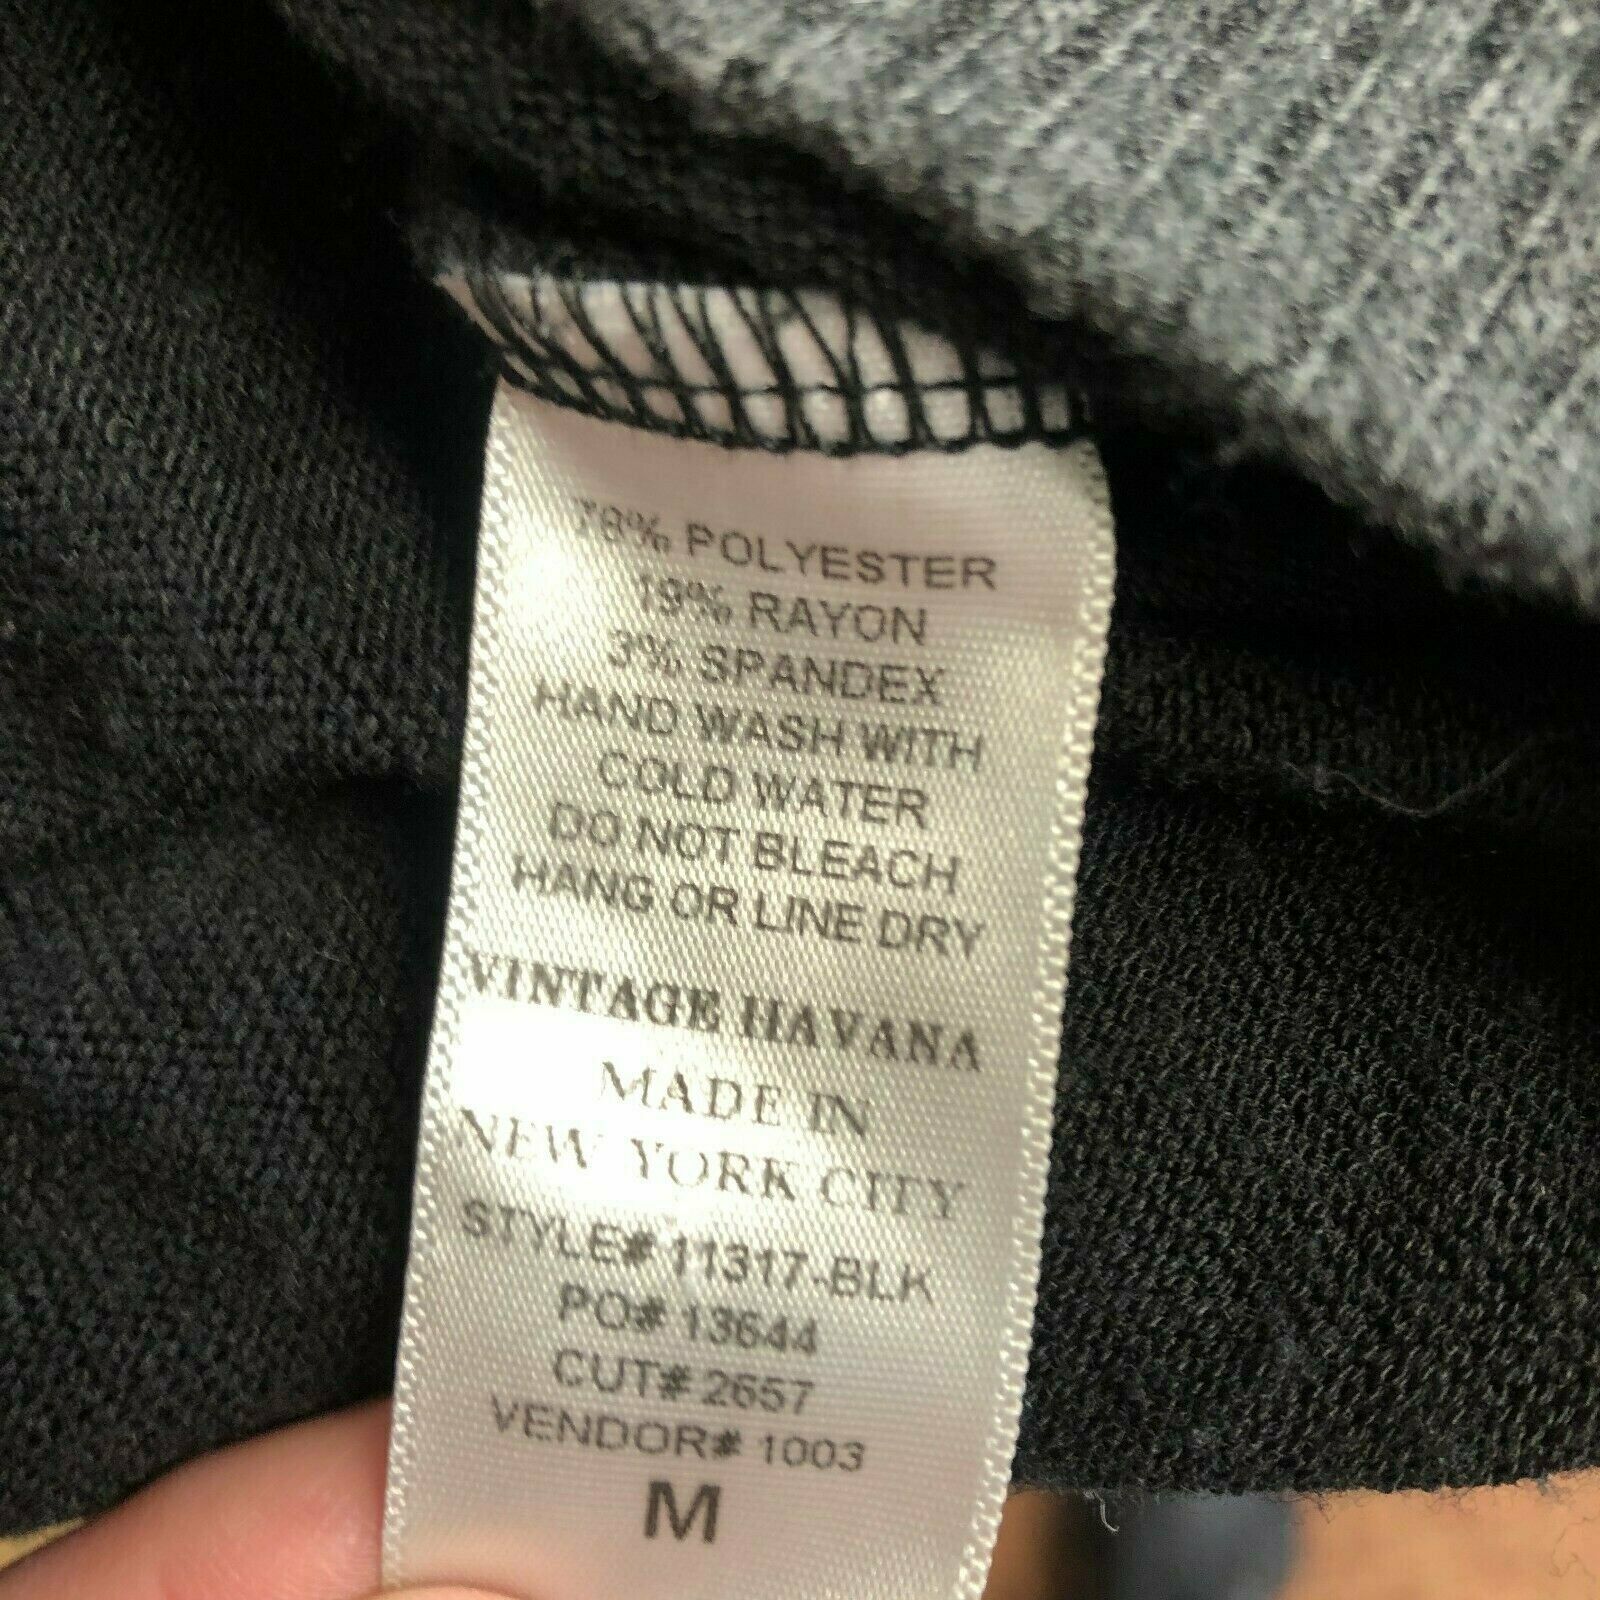 78% POLYESTER
19% RAYON
3% SPANDEX
HAND WASH WITH
COLD WATER
DO NOT BLEACH
HANG OR LINE DRY
VINTAGE HAVANA
MADE IN
NEW YORK CITY
STYLE# 11317-BLK
PO# 13644
CUT# 2657
VENDOR# 1003
M